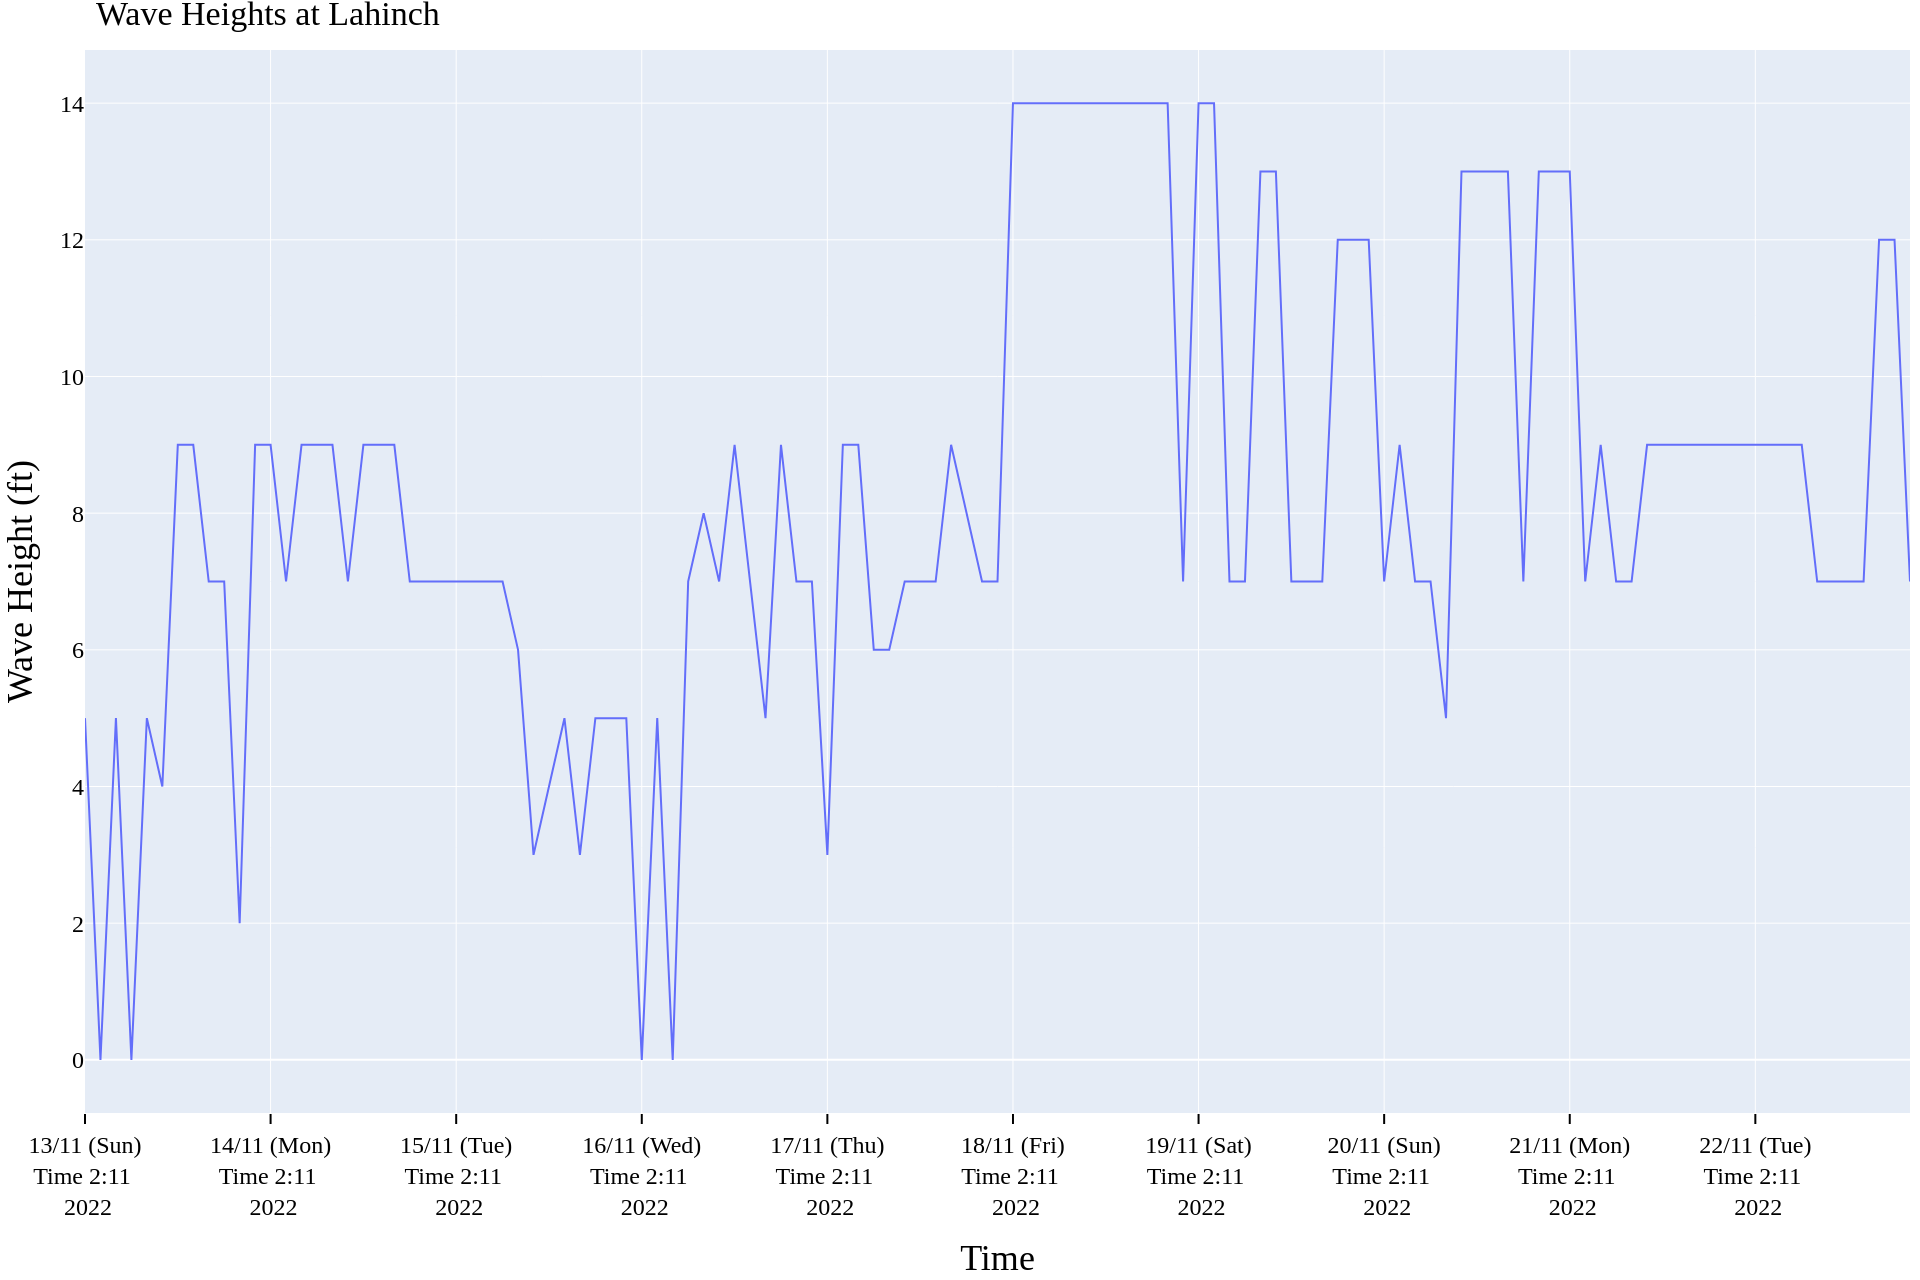 Wave Heights at Lahinch
Wave Height (ft)
14
12
10
8
6
4
2
0
13/11 (Sun)
Time 2:11
2022
14/11 (Mon)
Time 2:11
2022
15/11 (Tue)
Time 2:11
2022
16/11 (Wed)
Time 2:11
2022
17/11 (Thu)
Time 2:11
2022
18/11 (Fri)
Time 2:11
2022
19/11 (Sat)
Time 2:11
2022
20/11 (Sun)
Time 2:11
2022
21/11 (Mon)
Time 2:11
2022
22/11 (Tue)
Time 2:11
2022
Time